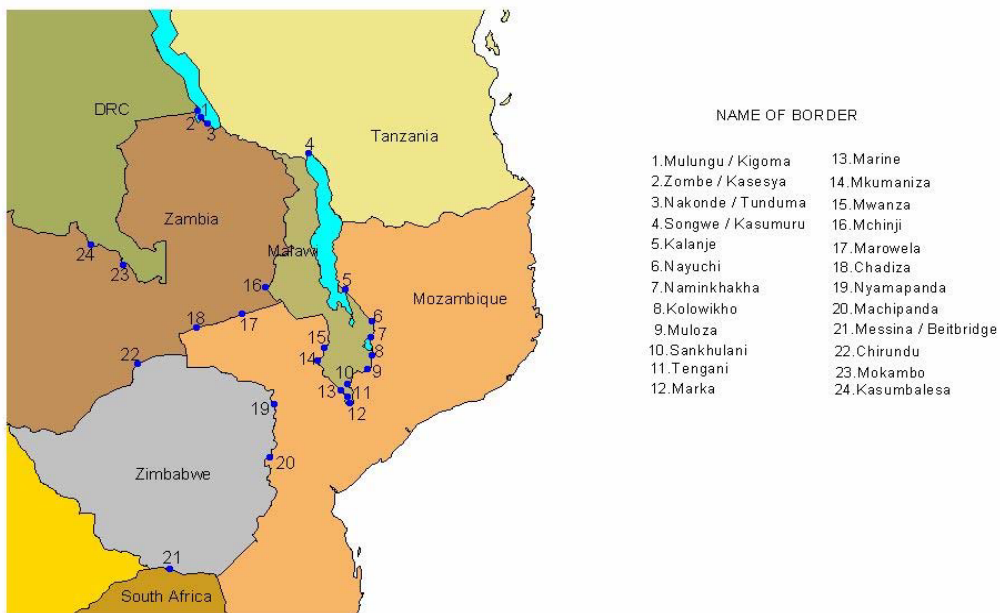 DRC
Tanzania
Zambia
Malawi
Mozambique
Zimbabwe
South Africa
1
2
3
4
5
6
7
8
9
10
11
12
13
14
15
16
17
18
19
20
21
22
23
24
NAME OF BORDER
1.Mulungu / Kigoma
2.Zombe / Kasesya
3.Nakonde / Tunduma
4.Songwe / Kasumuru
5.Kalanje
6.Nayuchi
7.Naminkhakha
8.Kolowikho
9.Muloza
10.Sankhulani
11.Tengani
12.Marka
13.Marine
14.Mkumaniza
15.Mwanza
16.Mchinji
17.Marowela
18.Chadiza
19.Nyamapanda
20.Machipanda
21.Messina / Beitbridge
22.Chirundu
23.Mokambo
24.Kasumbalesa